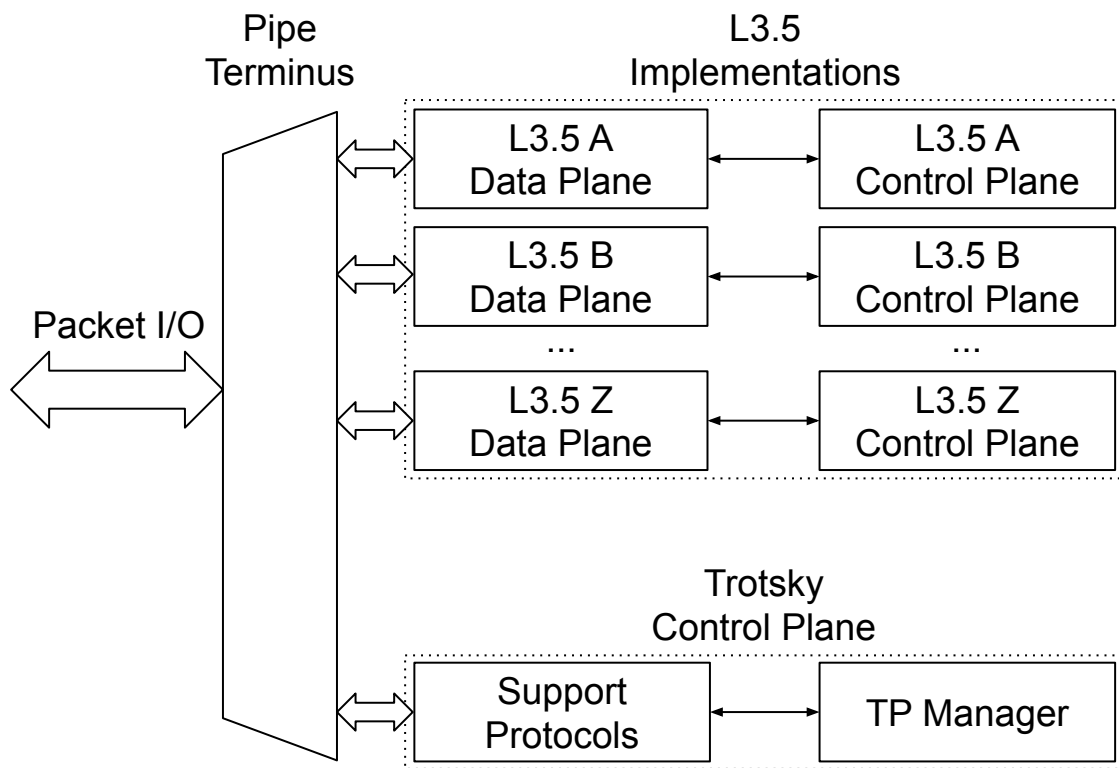 Pipe
Terminus
L3.5
Implementations
L3.5 A
Data Plane
L3.5 A
Control Plane
L3.5 B
Data Plane
L3.5 B
Control Plane
Packet I/O
...
...
L3.5 Z
Data Plane
L3.5 Z
Control Plane
Trotsky
Control Plane
Support
Protocols
TP Manager